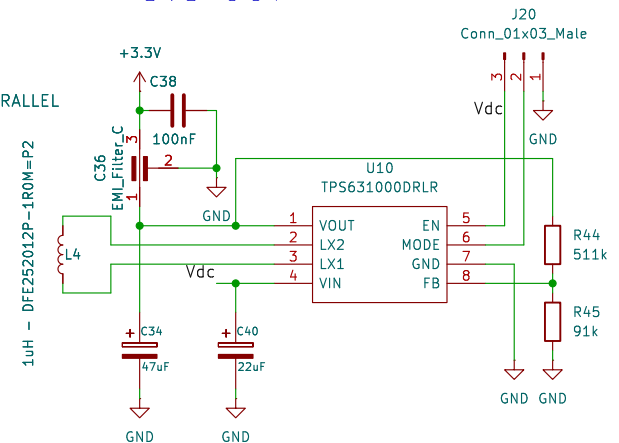 J20
Conn_01x03_Male
+3.3V
C38
3
2
1
RALLEL
Vdc
100nF
GND
3
C36
EMI_Filter_C
2
1
U10
TPS631000DRLR
GND
1
VOUT
EN
5
R44
511k
2
LX2
MODE
6
L4
3
LX1
GND
7
Vdc
4
VIN
FB
8
1uH - DFE252012P-1R0M=P2
R45
91k
+
C34
47uF
+
C40
22uF
GND
GND
GND
GND